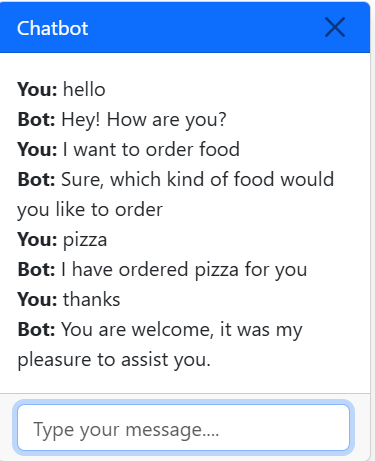 Chatbot
You: hello
Bot: Hey! How are you?
You: I want to order food
Bot: Sure, which kind of food would
you like to order
You: pizza
Bot: I have ordered pizza for you
You: thanks
Bot: You are welcome, it was my
pleasure to assist you.
Type your message....